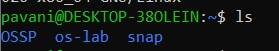 pavani@DESKTOP-38OLEIN:~$ ls
OSSP os-lab snap